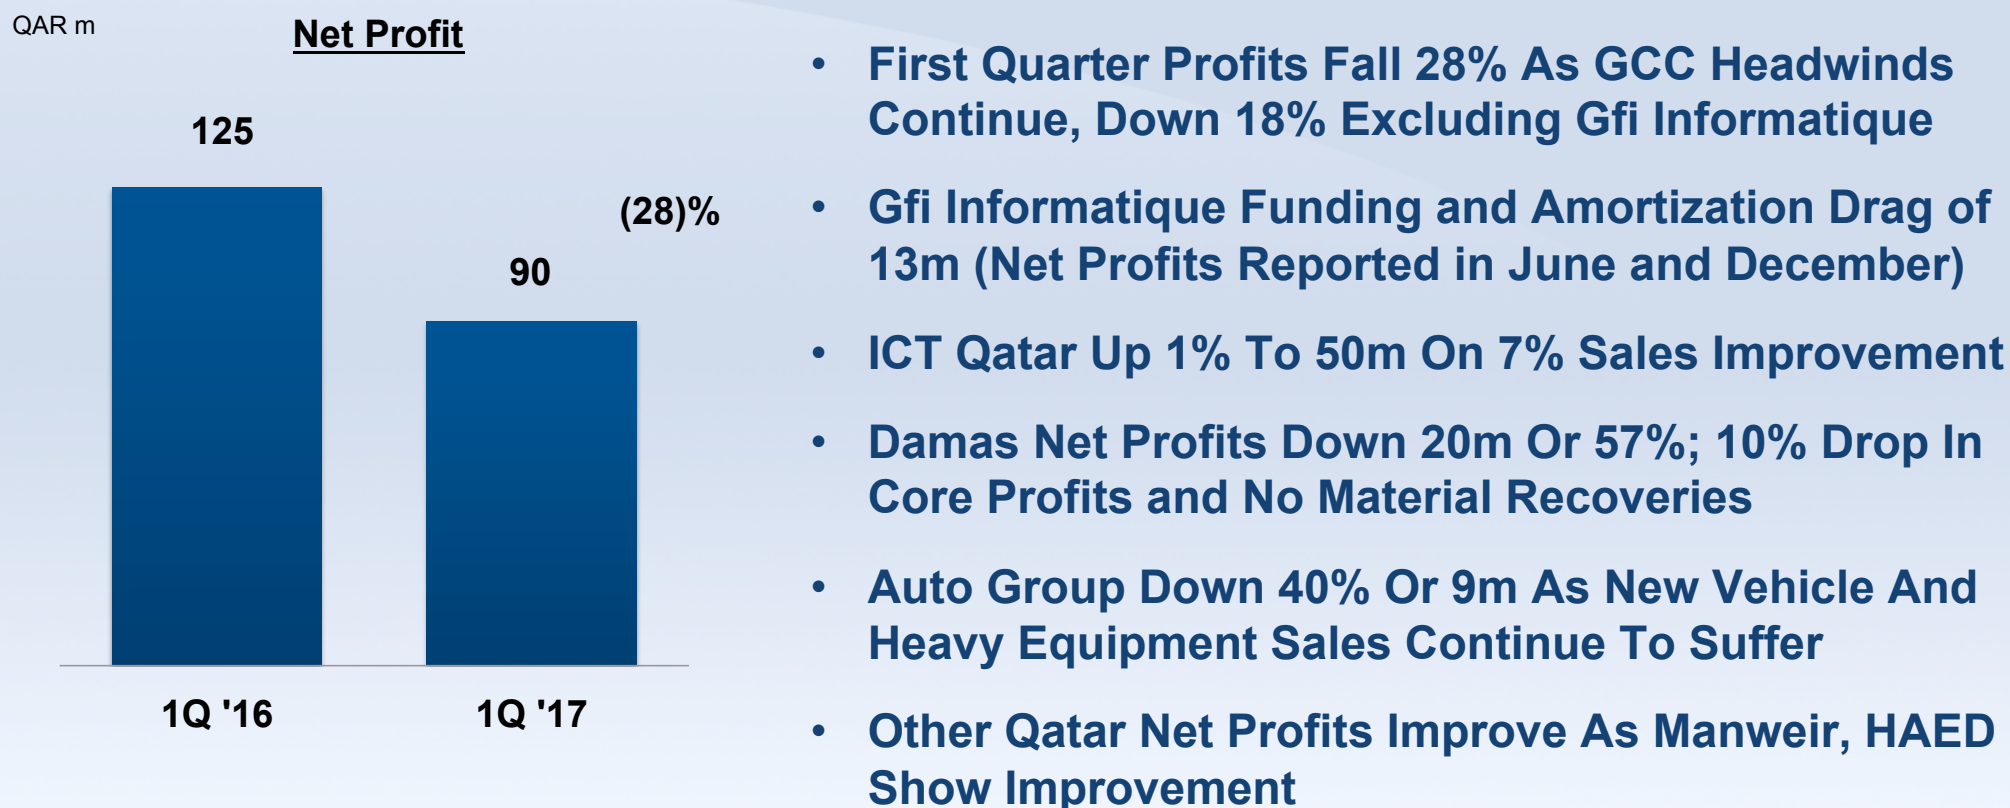 QAR m
Net Profit
125
(28)%
90
1Q '16
1Q '17
• First Quarter Profits Fall 28% As GCC Headwinds
Continue, Down 18% Excluding Gfi Informatique
• Gfi Informatique Funding and Amortization Drag of
13m (Net Profits Reported in June and December)
• ICT Qatar Up 1% To 50m On 7% Sales Improvement
• Damas Net Profits Down 20m Or 57%; 10% Drop In
Core Profits and No Material Recoveries
• Auto Group Down 40% Or 9m As New Vehicle And
Heavy Equipment Sales Continue To Suffer
• Other Qatar Net Profits Improve As Manweir, HAED
Show Improvement